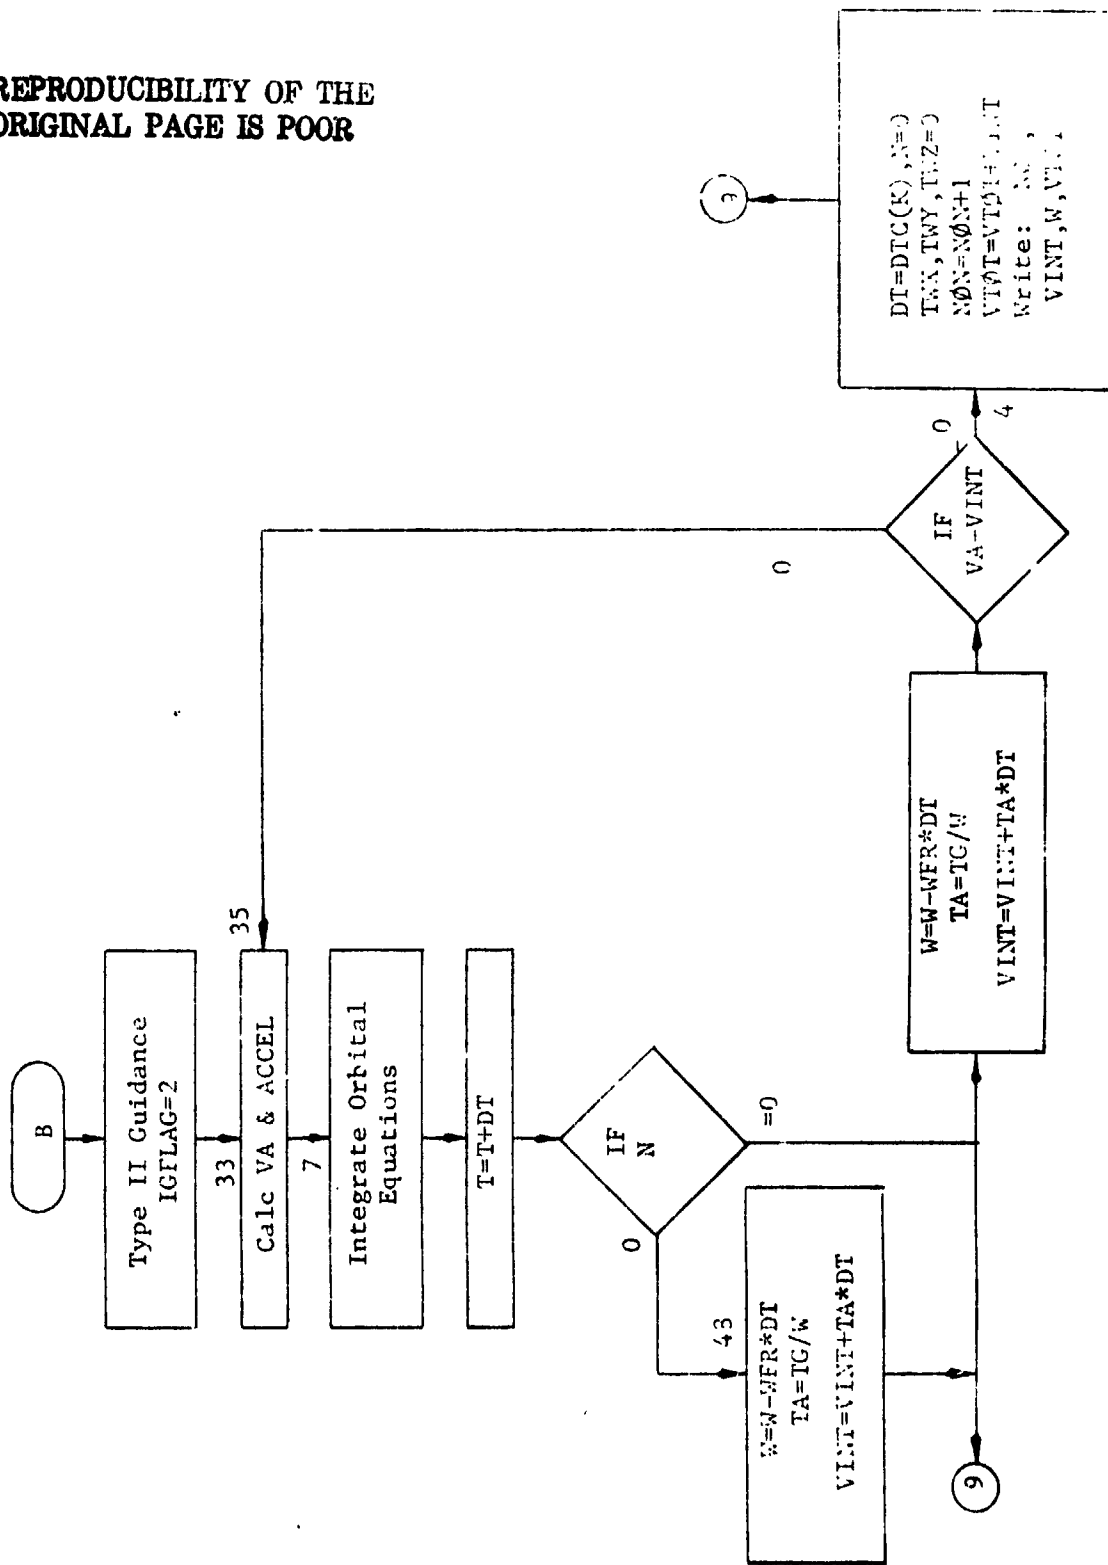 REPRODUCIBILITY OF THE
ORIGINAL PAGE IS POOR
B
Type II Guidance
IGFLAG=2
33
35
Calc VA & ACCEL
7
Integrate Orbital
Equations
T=T+DT
IF
N
0
=0
43
W=W-WFR*DT
TA=TG/W
VINT=VINT+TA*DT
9
W=W-WFR*DT
TA=TG/W
VINT=VINT+TA*DT
IF
VA-VINT
0
0
4
DT=DTC(K),N=0
TWX,TWY,TWZ=0
NØN=NØN+1
Write:
VINT,W,